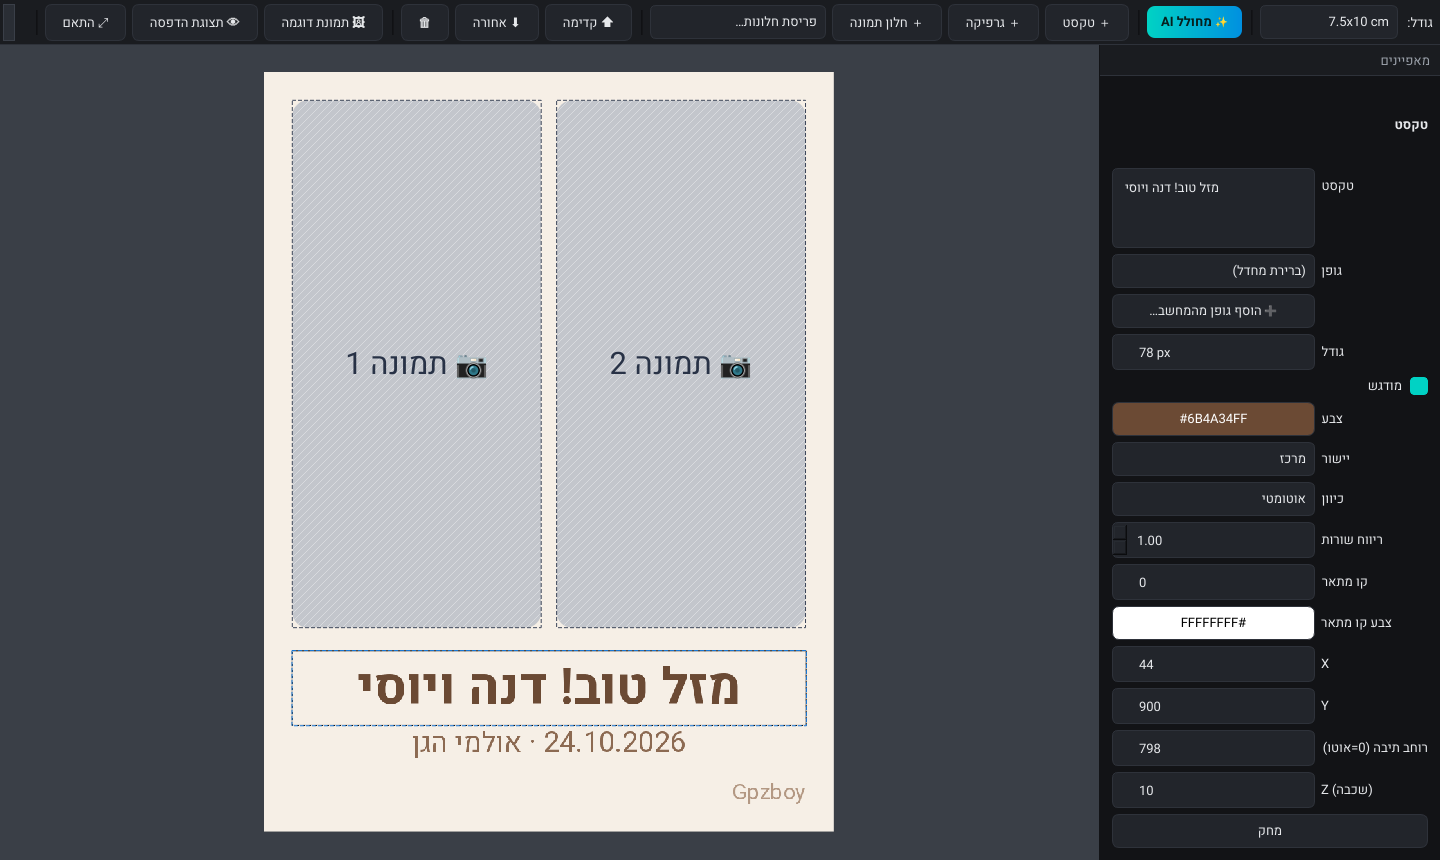 גודל:
7.5x10 cm
✨ מחולל AI
+ טקסט
+ גרפיקה
+ חלון תמונה
פריסת חלונות...
⬆ קדימה
⬇ אחורה
🗑
🖼 תמונת דוגמה
👁 תצוגת הדפסה
⤢ התאם
מאפיינים
טקסט
טקסט
מזל טוב! דנה ויוסי
גופן
(ברירת מחדל)
➕ הוסף גופן מהמחשב...
גודל
78 px
מודגש
צבע
#6B4A34FF
יישור
מרכז
כיוון
אוטומטי
ריווח שורות
1.00
קו מתאר
0
צבע קו מתאר
FFFFFFFF#
X
44
Y
900
רוחב תיבה (0=אוטו)
798
Z (שכבה)
10
מחק
📷 תמונה 2
📷 תמונה 1
מזל טוב! דנה ויוסי
24.10.2026 · אולמי הגן
Gpzboy